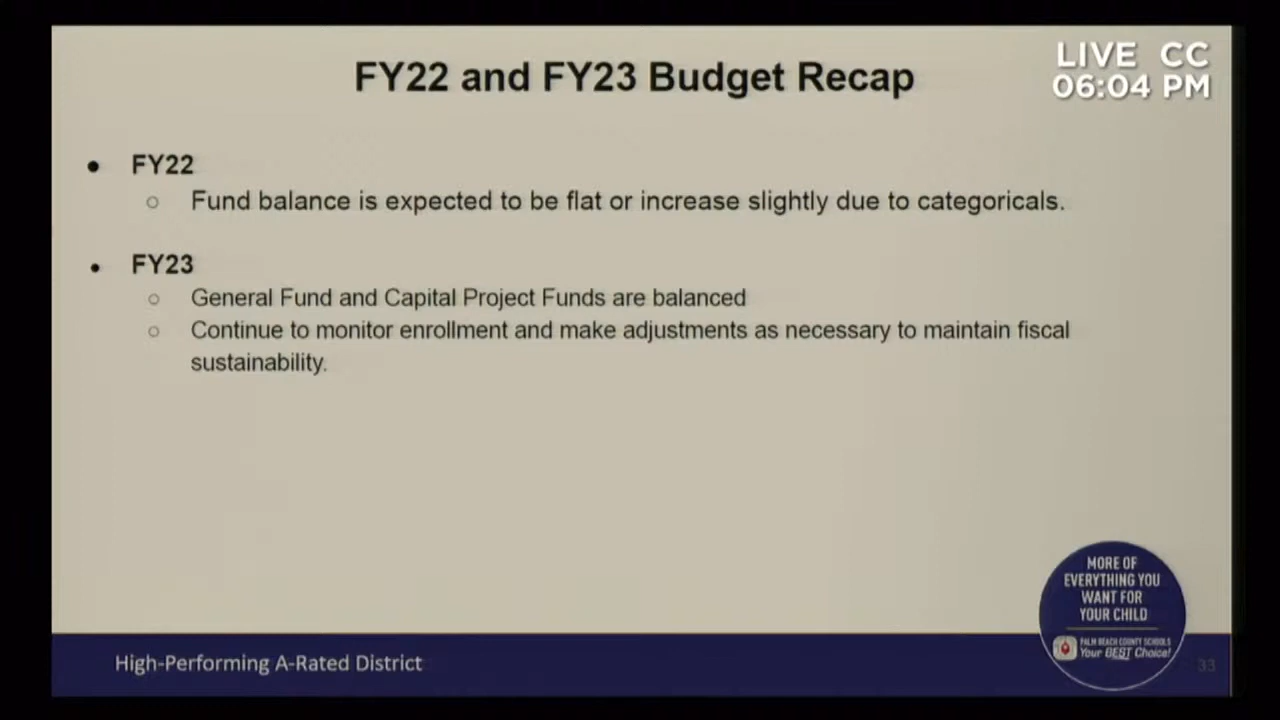 LIVE CC
06:04 PM
FY22 and FY23 Budget Recap
● FY22
○ Fund balance is expected to be flat or increase slightly due to categoricals.
● FY23
○ General Fund and Capital Project Funds are balanced
○ Continue to monitor enrollment and make adjustments as necessary to maintain fiscal
sustainability.
MORE OF
EVERYTHING YOU
WANT FOR
YOUR CHILD
PALM BEACH COUNTY SCHOOLS
Your BEST Choice!
High-Performing A-Rated District
33